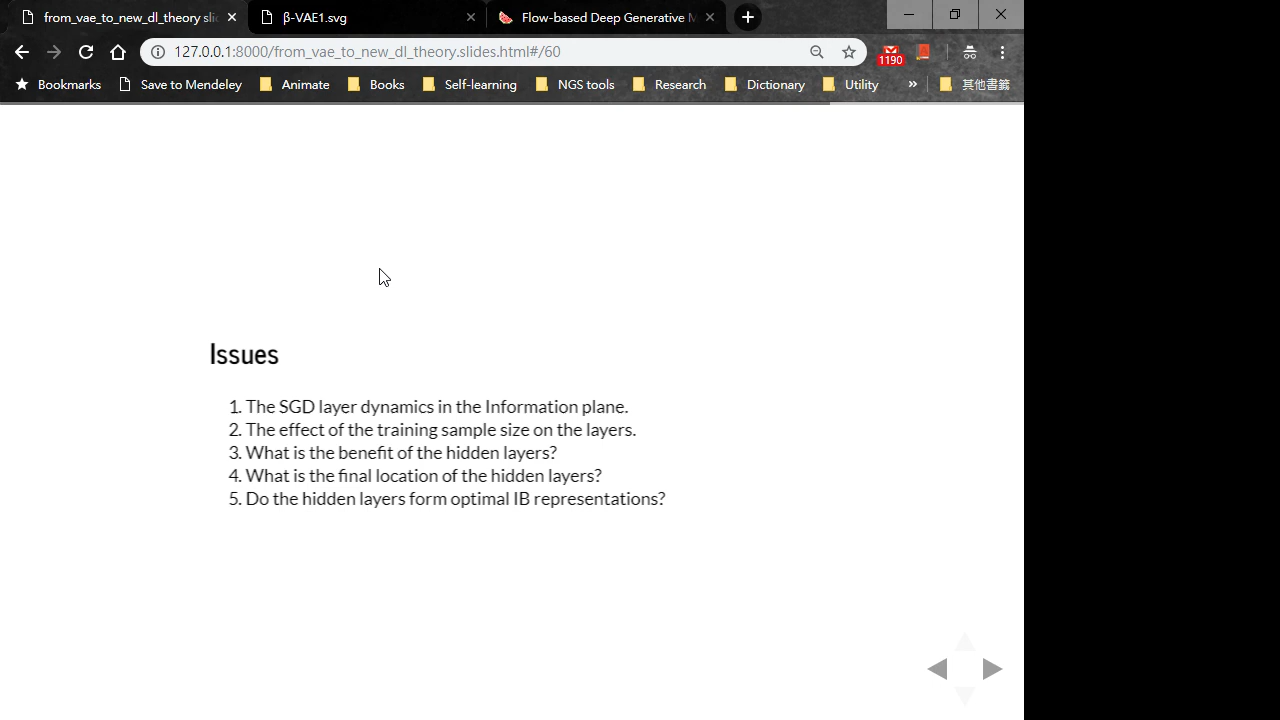 from_vae_to_new_dl_theory sli
β-VAE1.svg
Flow-based Deep Generative M
127.0.0.1:8000/from_vae_to_new_dl_theory.slides.html#/60
1190
Bookmarks
Save to Mendeley
Animate
Books
Self-learning
NGS tools
Research
Dictionary
Utility
»
其他書籤
Issues
1. The SGD layer dynamics in the Information plane.
2. The effect of the training sample size on the layers.
3. What is the benefit of the hidden layers?
4. What is the final location of the hidden layers?
5. Do the hidden layers form optimal IB representations?